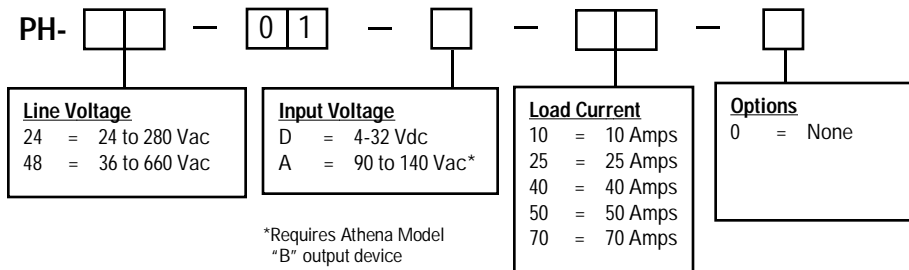 PH- — 0 1 — — —
Line Voltage
24 = 24 to 280 Vac
48 = 36 to 660 Vac
Input Voltage
D = 4-32 Vdc
A = 90 to 140 Vac*
*Requires Athena Model
"B" output device
Load Current
10 = 10 Amps
25 = 25 Amps
40 = 40 Amps
50 = 50 Amps
70 = 70 Amps
Options
0 = None